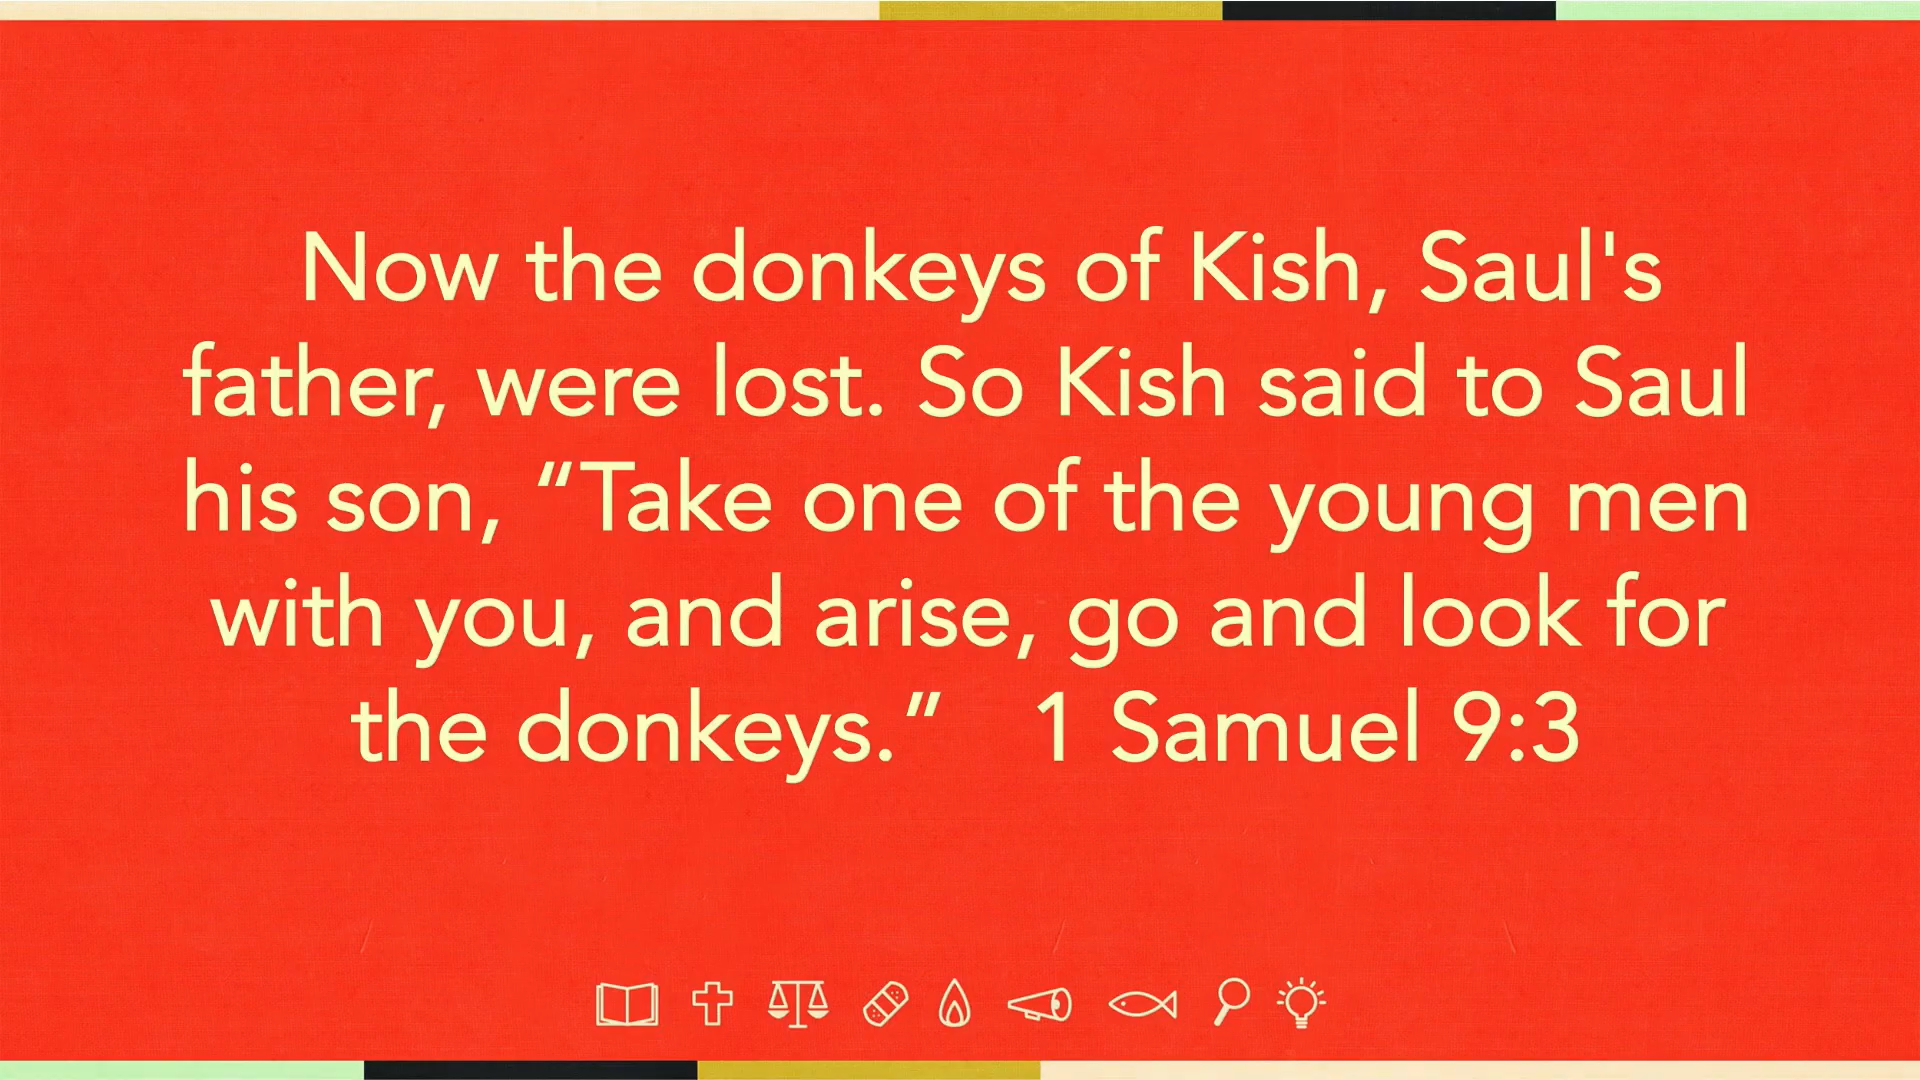 Now the donkeys of Kish, Saul's
father, were lost. So Kish said to Saul
his son, “Take one of the young men
with you, and arise, go and look for
the donkeys.”   1 Samuel 9:3